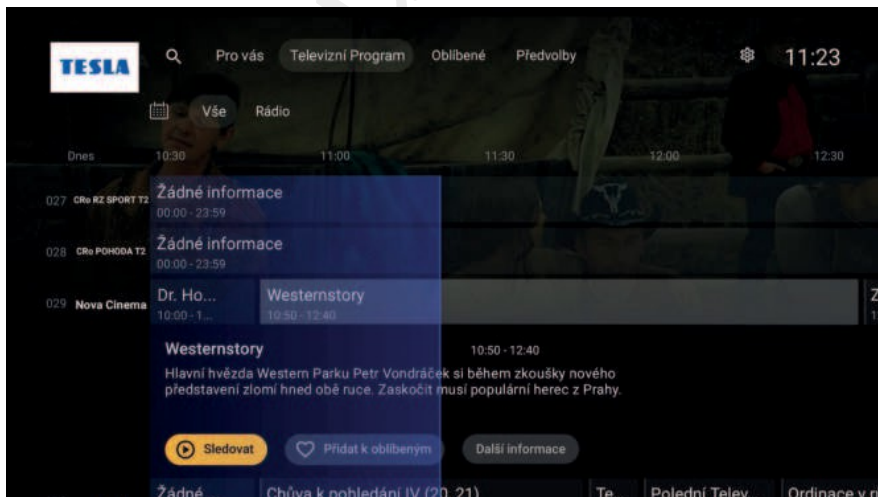 TESLA
Pro vás Televizní Program Oblíbené Předvolby 11:23
Vše Rádio
Dnes 10:30 11:00 11:30 12:00 12:30
027 CRo RZ SPORT T2 Žádné informace
00:00 - 23:59
028 CRo POHODA T2 Žádné informace
00:00 - 23:59
029 Nova Cinema Dr. Ho... Westernstory Z
10:00 - 1... 10:50 - 12:40
Westernstory 10:50 - 12:40
Hlavní hvězda Western Parku Petr Vondráček si během zkoušky nového
představení zlomí hned obě ruce. Zaskočit musí populární herec z Prahy.
Sledovat Přidat k oblíbeným Další informace
Žádné Chůva k pohledání IV (20, 21) Te Polední Telev Ordinace v